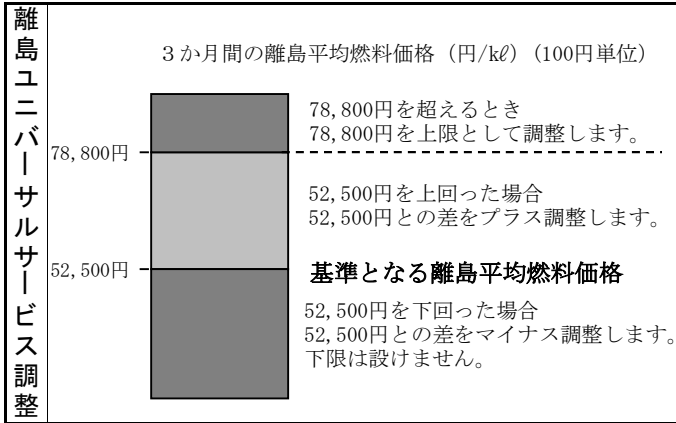 離島ユニバーサルサービス調整
3か月間の離島平均燃料価格（円/kℓ）(100円単位)
78,800円を超えるとき
78,800円を上限として調整します。
78,800円
52,500円を上回った場合
52,500円との差をプラス調整します。
52,500円
基準となる離島平均燃料価格
52,500円を下回った場合
52,500円との差をマイナス調整します。
下限は設けません。